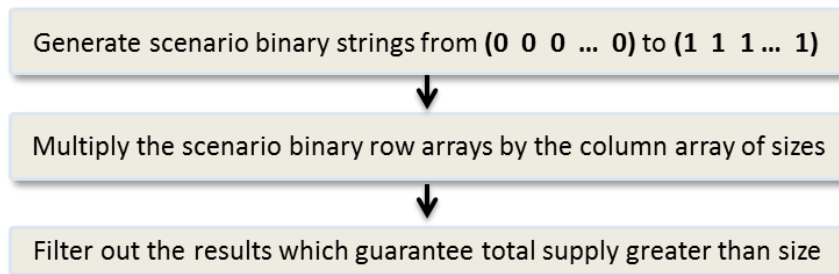 Generate scenario binary strings from (0 0 0 ... 0) to (1 1 1 ... 1)
Multiply the scenario binary row arrays by the column array of sizes
Filter out the results which guarantee total supply greater than size